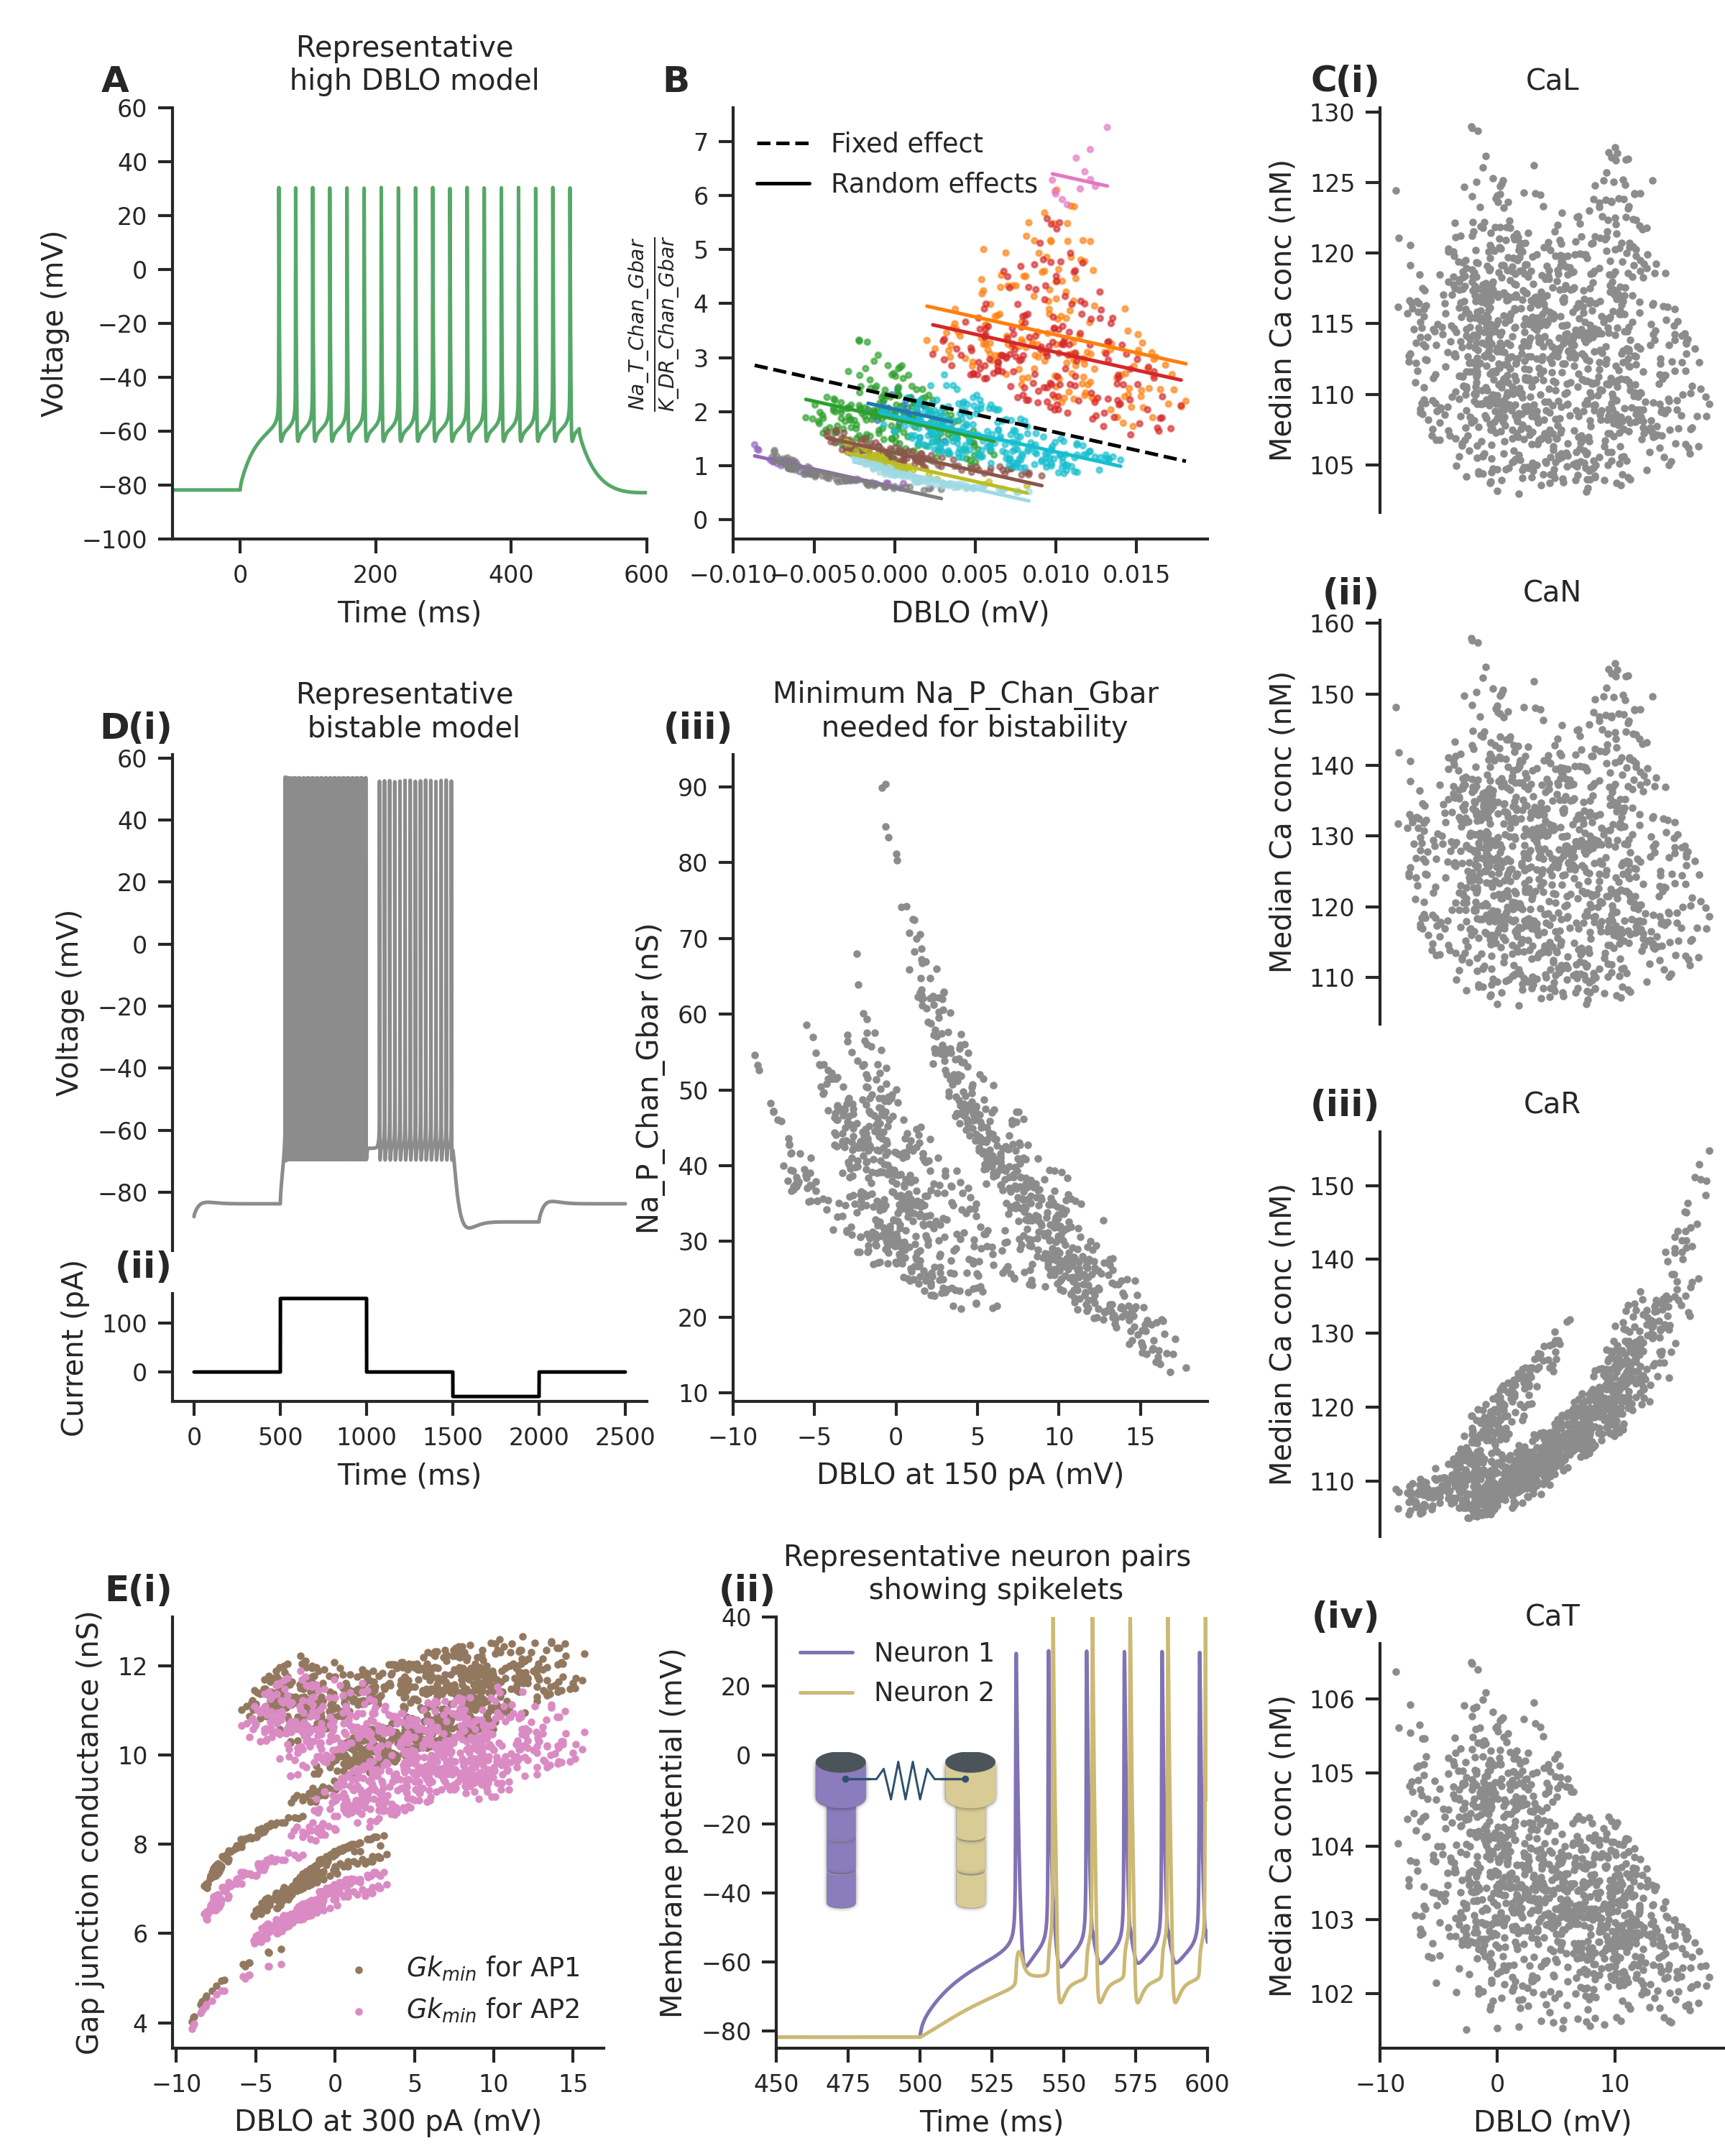 A
Representative
high DBLO model
Voltage (mV)
60
40
20
0
−20
−40
−60
−80
−100
0
200
400
600
Time (ms)
B
Fixed effect
Random effects
Na_T_Chan_Gbar
K_DR_Chan_Gbar
7
6
5
4
3
2
1
0
−0.010
−0.005
0.000
0.005
0.010
0.015
DBLO (mV)
C(i)
CaL
Median Ca conc (nM)
130
125
120
115
110
105
(ii)
CaN
Median Ca conc (nM)
160
150
140
130
120
110
(iii)
CaR
Median Ca conc (nM)
150
140
130
120
110
(iv)
CaT
Median Ca conc (nM)
106
105
104
103
102
−10
0
10
DBLO (mV)
D(i)
Representative
bistable model
Voltage (mV)
60
40
20
0
−20
−40
−60
−80
(ii)
Current (pA)
100
0
0
500
1000
1500
2000
2500
Time (ms)
(iii)
Minimum Na_P_Chan_Gbar
needed for bistability
Na_P_Chan_Gbar (nS)
90
80
70
60
50
40
30
20
10
−10
−5
0
5
10
15
DBLO at 150 pA (mV)
E(i)
Gap junction conductance (nS)
12
10
8
6
4
Gkmin for AP1
Gkmin for AP2
−10
−5
0
5
10
15
DBLO at 300 pA (mV)
(ii)
Representative neuron pairs
showing spikelets
Membrane potential (mV)
40
20
0
−20
−40
−60
−80
Neuron 1
Neuron 2
450
475
500
525
550
575
600
Time (ms)